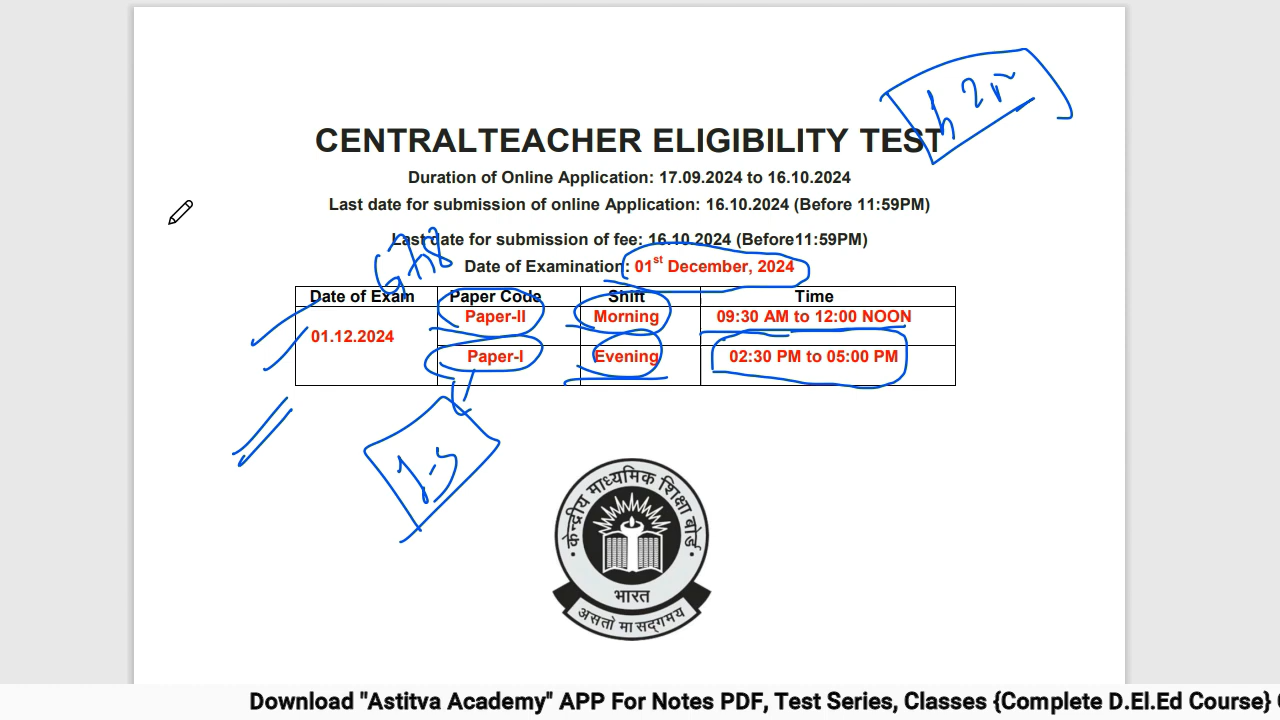 CENTRALTEACHER ELIGIBILITY TEST
Duration of Online Application: 17.09.2024 to 16.10.2024
Last date for submission of online Application: 16.10.2024 (Before 11:59PM)
Last date for submission of fee: 16.10.2024 (Before11:59PM)
Date of Examination: 01st December, 2024
Date of Exam Paper Code Shift Time
01.12.2024 Paper-II Morning 09:30 AM to 12:00 NOON
Paper-I Evening 02:30 PM to 05:00 PM
1-5
केन्द्रीय माध्यमिक शिक्षा बोर्ड
भारत
असतो मा सद्गमय
Download "Astitva Academy" APP For Notes PDF, Test Series, Classes {Complete D.El.Ed Course}